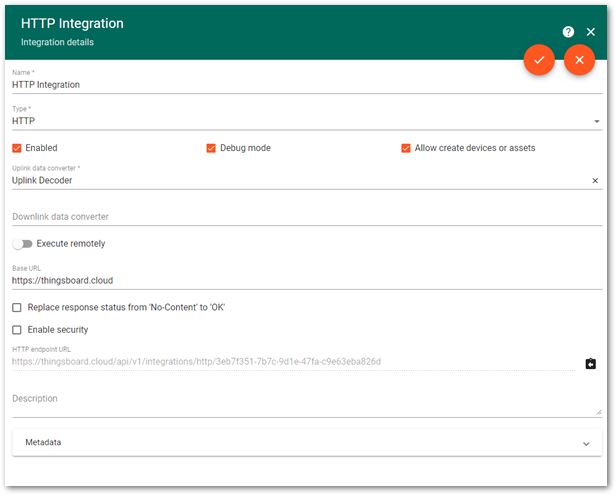 HTTP Integration
Integration details
Name *
HTTP Integration
Type *
HTTP
Enabled Debug mode Allow create devices or assets
Uplink data converter *
Uplink Decoder
Downlink data converter
Execute remotely
Base URL
https://thingsboard.cloud
Replace response status from 'No-Content' to 'OK'
Enable security
HTTP endpoint URL
https://thingsboard.cloud/api/v1/integrations/http/3eb7f351-7b7c-9d1e-47fa-c9e63eba826d
Description
Metadata